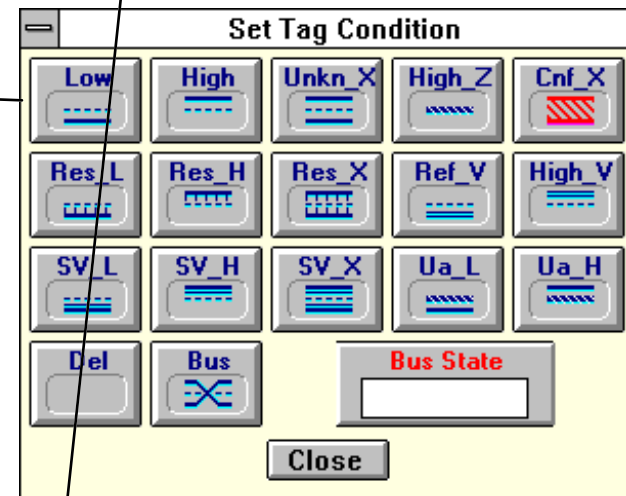 Set Tag Condition
Low High Unkn_X High_Z Cnf_X
Res_L Res_H Res_X Ref_V High_V
SV_L SV_H SV_X Ua_L Ua_H
Del Bus Bus State
Close